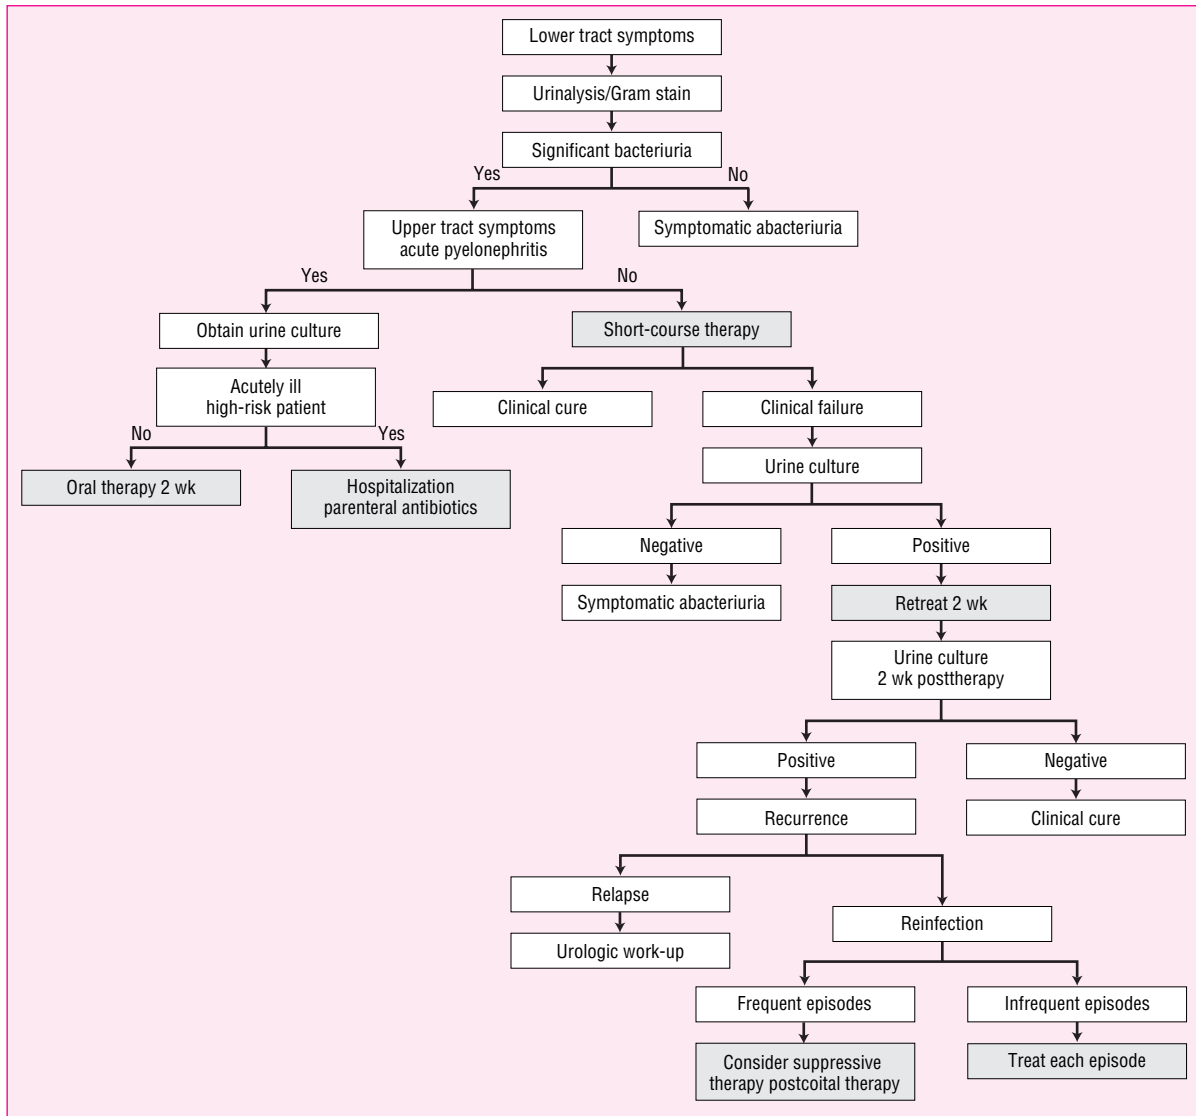 Lower tract symptoms
Urinalysis/Gram stain
Significant bacteriuria
Yes
No
Upper tract symptoms
acute pyelonephritis
Symptomatic abacteriuria
Yes
No
Obtain urine culture
Short-course therapy
Acutely ill
high-risk patient
Clinical cure
Clinical failure
No
Yes
Urine culture
Oral therapy 2 wk
Hospitalization
parenteral antibiotics
Negative
Positive
Symptomatic abacteriuria
Retreat 2 wk
Urine culture
2 wk posttherapy
Positive
Negative
Recurrence
Clinical cure
Relapse
Reinfection
Urologic work-up
Frequent episodes
Infrequent episodes
Consider suppressive
therapy postcoital therapy
Treat each episode